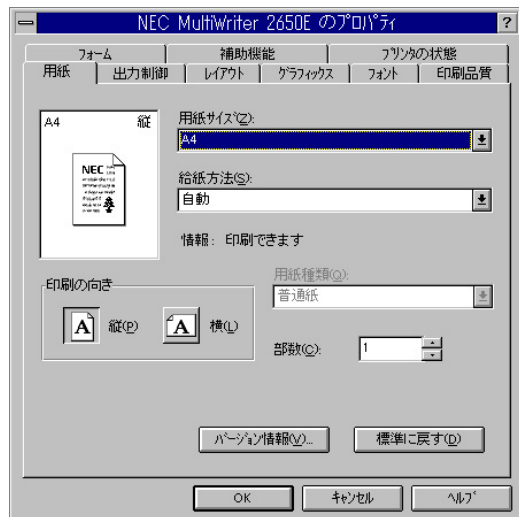 NEC MultiWriter 2650E のﾌﾟﾛﾊﾟﾃｨ ?
ﾌｫｰﾑ 補助機能 ﾌﾟﾘﾝﾀの状態
用紙 出力制御 ﾚｲｱｳﾄ ｸﾞﾗﾌｨｯｸｽ ﾌｫﾝﾄ 印刷品質
A4 縦
用紙ｻｲｽﾞ(Z):
A4
NEC
給紙方法(S):
自動
情報: 印刷できます
印刷の向き
A 縦(P) A 横(L)
用紙種類(Q):
普通紙
部数(C): 1
ﾊﾞｰｼﾞｮﾝ情報(V)... 標準に戻す(D)
OK ｷｬﾝｾﾙ ﾍﾙﾌﾟ